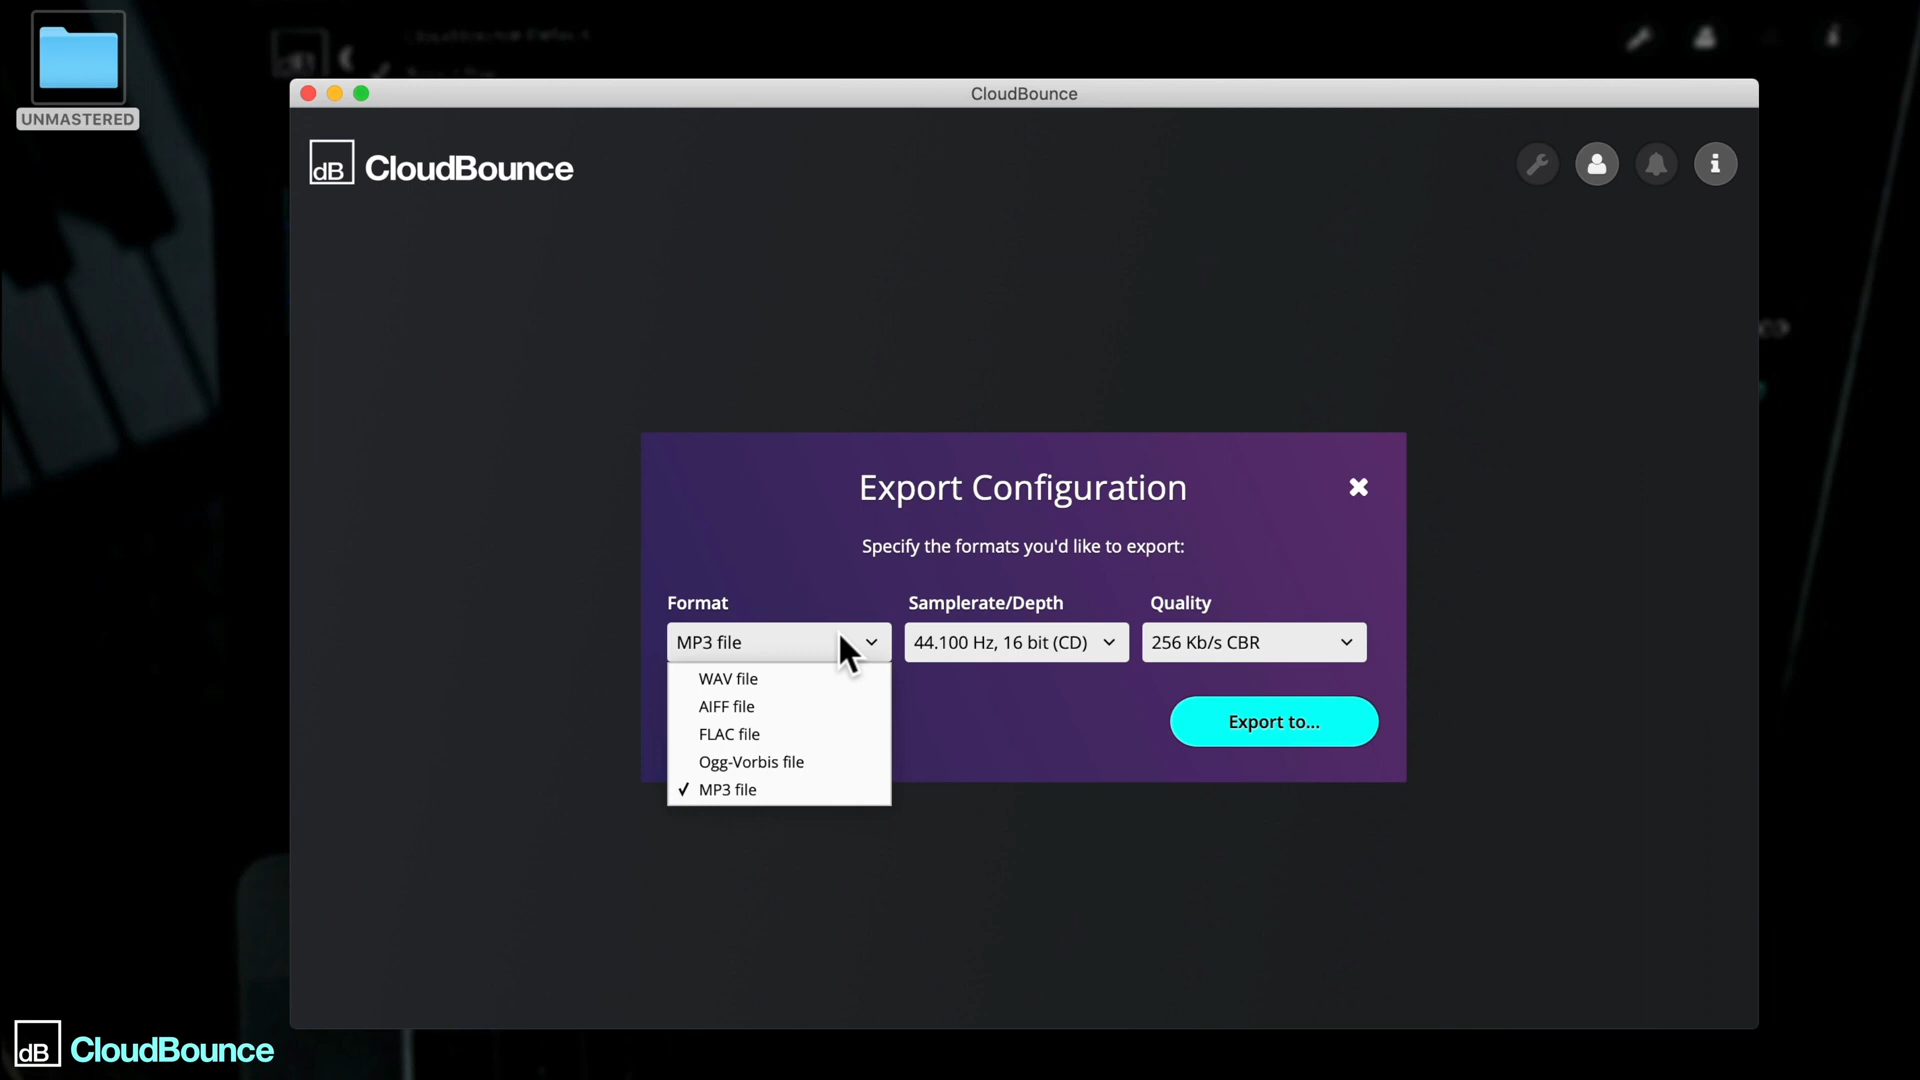 UNMASTERED
CloudBounce
dB CloudBounce
Export Configuration
Specify the formats you'd like to export:
Format Samplerate/Depth Quality
MP3 file 44.100 Hz, 16 bit (CD) 256 Kb/s CBR
WAV file
AIFF file
FLAC file
Ogg-Vorbis file
✓ MP3 file
Export to...
dB CloudBounce